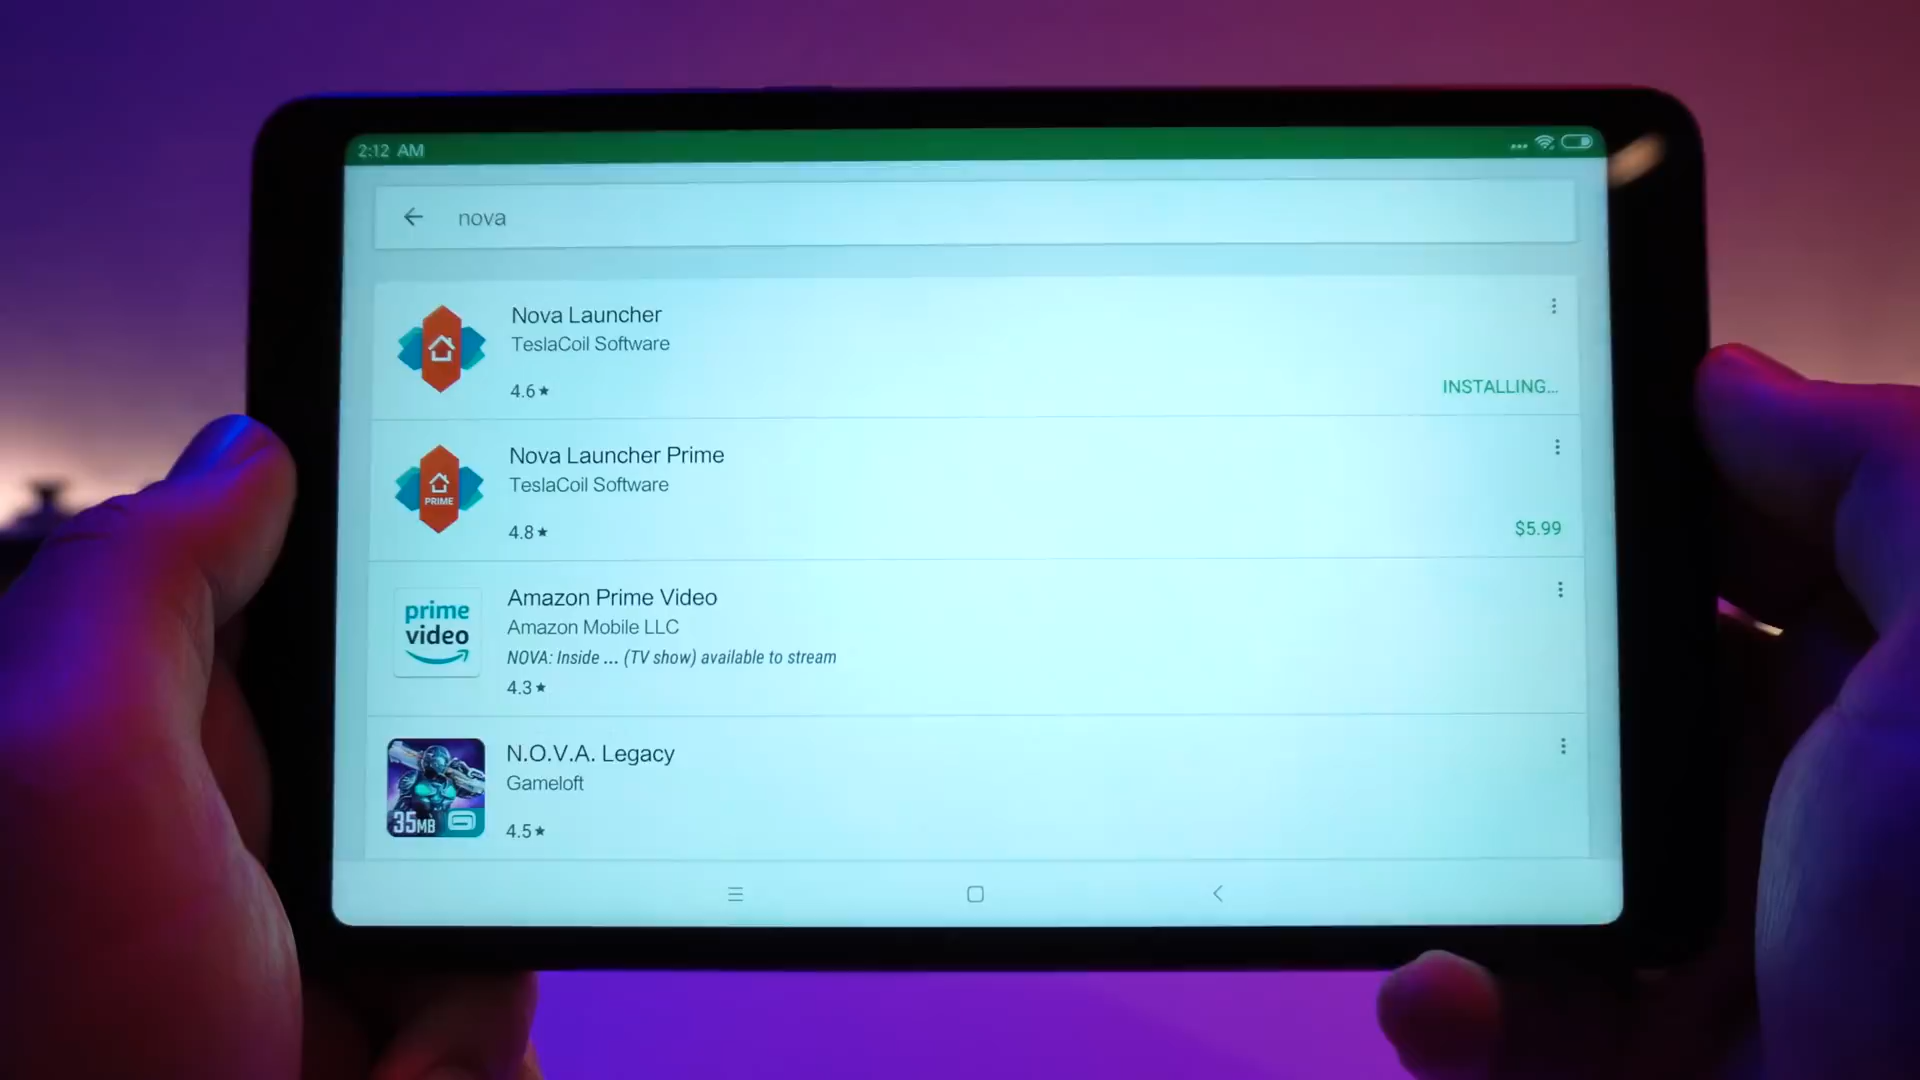 2:12 AM
nova
Nova Launcher
TeslaCoil Software
4.6★
INSTALLING...
Nova Launcher Prime
TeslaCoil Software
PRIME
4.8★
$5.99
prime
video
Amazon Prime Video
Amazon Mobile LLC
NOVA: Inside ... (TV show) available to stream
4.3★
N.O.V.A. Legacy
Gameloft
35MB
4.5★